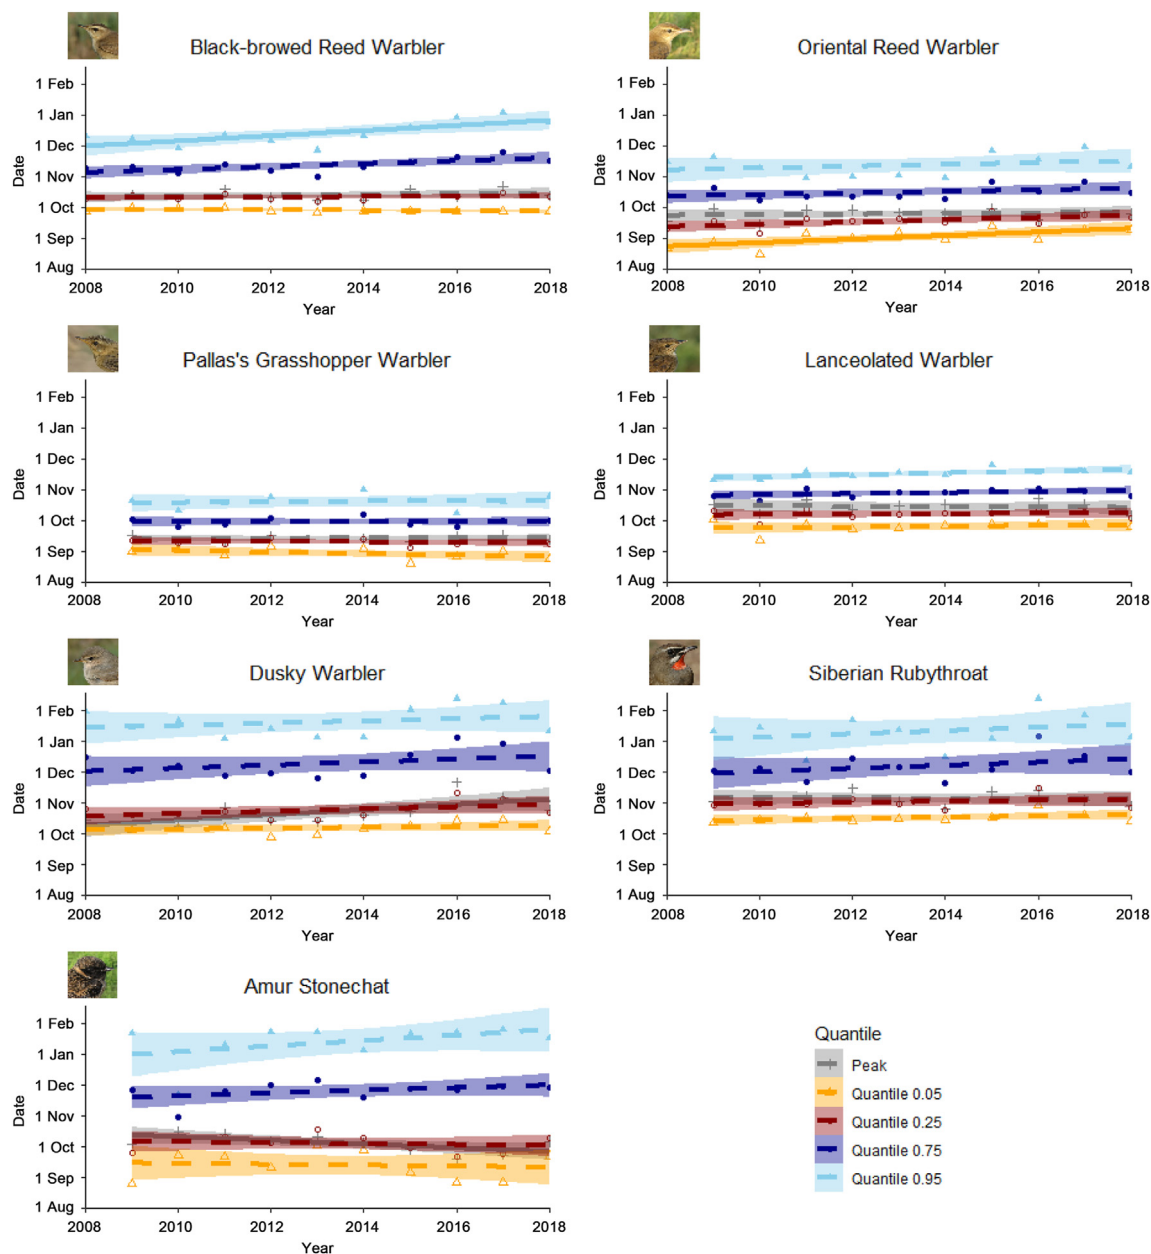 Black-browed Reed Warbler
Date
1 Feb
1 Jan
1 Dec
1 Nov
1 Oct
1 Sep
1 Aug
2008 2010 2012 2014 2016 2018
Year
Oriental Reed Warbler
Date
1 Feb
1 Jan
1 Dec
1 Nov
1 Oct
1 Sep
1 Aug
2008 2010 2012 2014 2016 2018
Year
Pallas's Grasshopper Warbler
Date
1 Feb
1 Jan
1 Dec
1 Nov
1 Oct
1 Sep
1 Aug
2008 2010 2012 2014 2016 2018
Year
Lanceolated Warbler
Date
1 Feb
1 Jan
1 Dec
1 Nov
1 Oct
1 Sep
1 Aug
2008 2010 2012 2014 2016 2018
Year
Dusky Warbler
Date
1 Feb
1 Jan
1 Dec
1 Nov
1 Oct
1 Sep
1 Aug
2008 2010 2012 2014 2016 2018
Year
Siberian Rubythroat
Date
1 Feb
1 Jan
1 Dec
1 Nov
1 Oct
1 Sep
1 Aug
2008 2010 2012 2014 2016 2018
Year
Amur Stonechat
Date
1 Feb
1 Jan
1 Dec
1 Nov
1 Oct
1 Sep
1 Aug
2008 2010 2012 2014 2016 2018
Year
Quantile
Peak
Quantile 0.05
Quantile 0.25
Quantile 0.75
Quantile 0.95